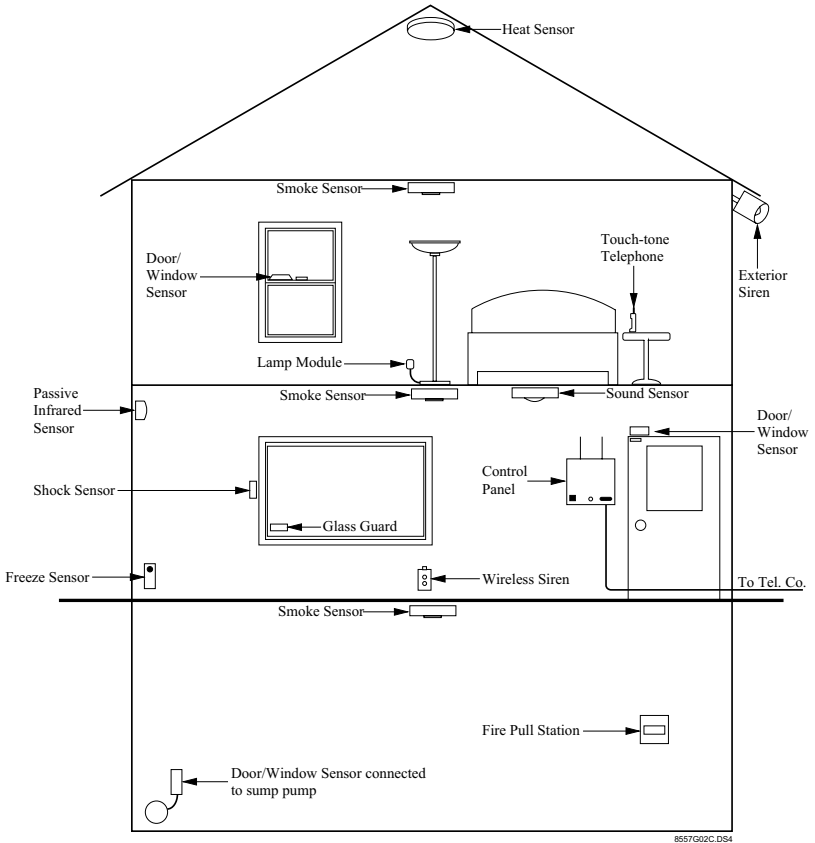 Heat Sensor
Smoke Sensor
Door/
Window
Sensor
Touch-tone
Telephone
Exterior
Siren
Lamp Module
Passive
Infrared
Sensor
Smoke Sensor
Sound Sensor
Door/
Window
Sensor
Control
Panel
Shock Sensor
Glass Guard
Freeze Sensor
Wireless Siren
To Tel. Co.
Smoke Sensor
Fire Pull Station
Door/Window Sensor connected
to sump pump
8557G02C.DS4